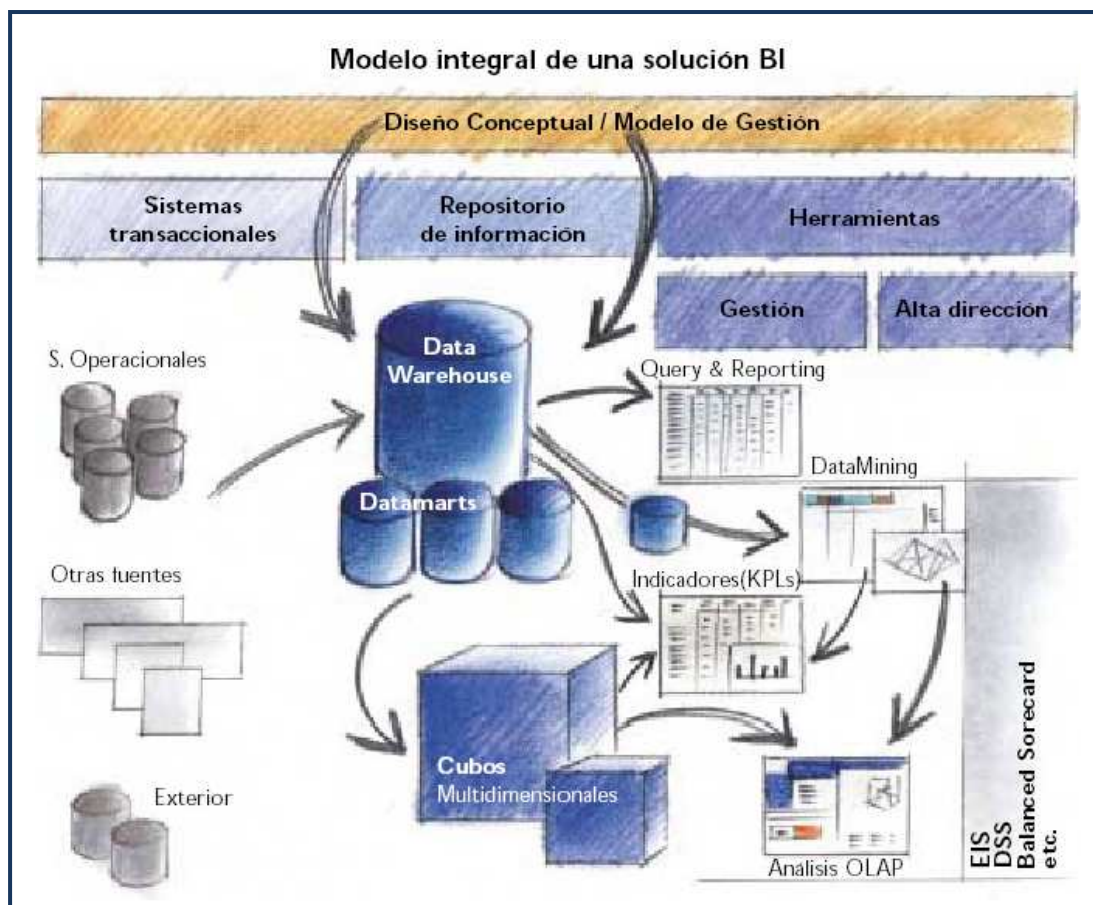 Modelo integral de una solución BI
Diseño Conceptual / Modelo de Gestión
Sistemas
transaccionales
Repositorio
de información
Herramientas
Gestión
Alta dirección
S. Operacionales
Data
Warehouse
Query & Reporting
DataMining
Datamarts
Otras fuentes
Indicadores(KPLs)
Cubos
Multidimensionales
Exterior
Análisis OLAP
EIS
DSS
Balanced Sorecard
etc.